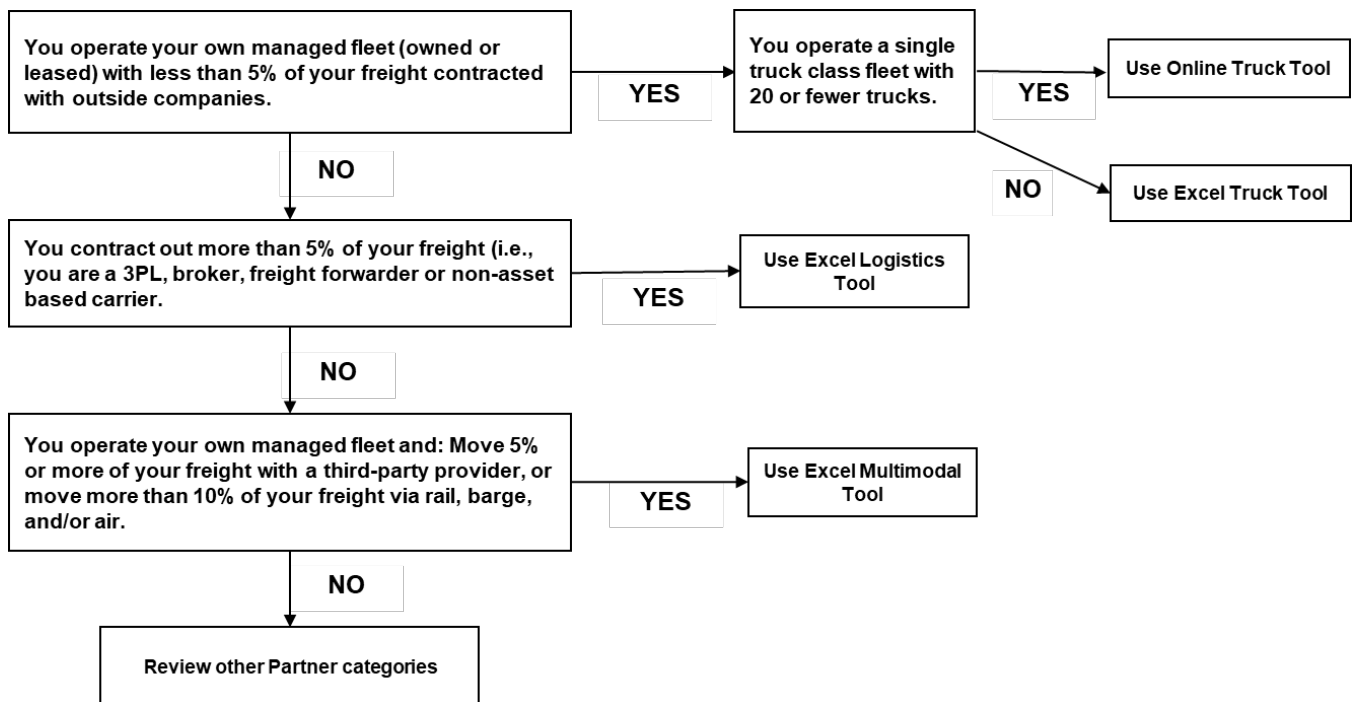 You operate your own managed fleet (owned or
leased) with less than 5% of your freight contracted
with outside companies.
YES
You operate a single
truck class fleet with
20 or fewer trucks.
YES
Use Online Truck Tool
NO
Use Excel Truck Tool
NO
You contract out more than 5% of your freight (i.e.,
you are a 3PL, broker, freight forwarder or non-asset
based carrier.
YES
Use Excel Logistics
Tool
NO
You operate your own managed fleet and: Move 5%
or more of your freight with a third-party provider, or
move more than 10% of your freight via rail, barge,
and/or air.
YES
Use Excel Multimodal
Tool
NO
Review other Partner categories